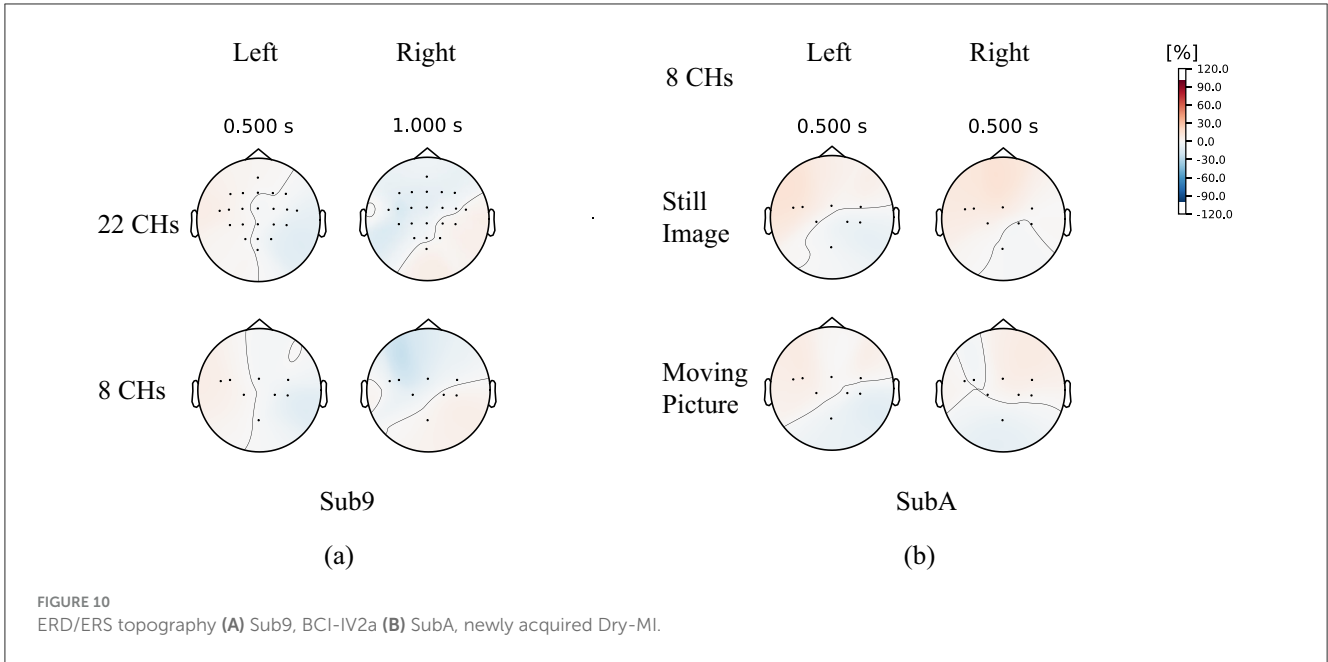 Left Right
0.500 s 1.000 s
22 CHs
8 CHs
Sub9
(a)
8 CHs
Left Right
0.500 s 0.500 s
Still
Image
Moving
Picture
SubA
(b)
[%]
120.0
90.0
60.0
30.0
0.0
-30.0
-60.0
-90.0
-120.0
FIGURE 10
ERD/ERS topography (A) Sub9, BCI-IV2a (B) SubA, newly acquired Dry-MI.